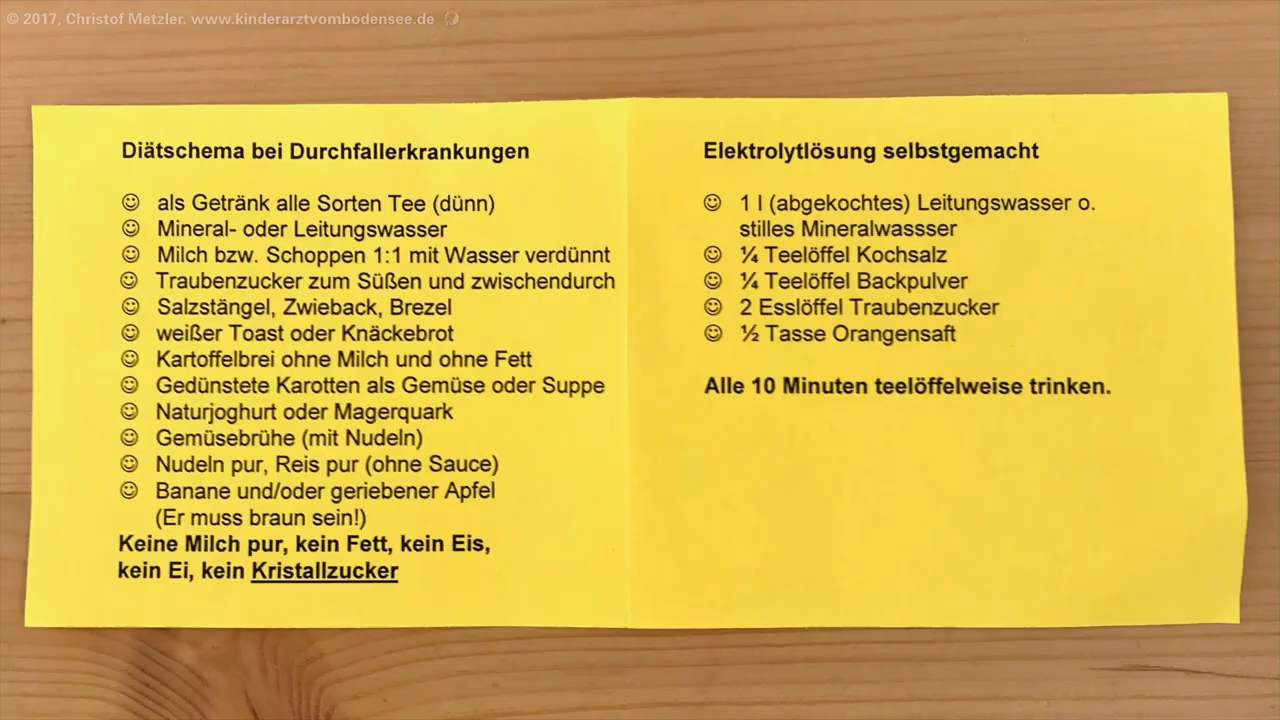 © 2017, Christof Metzler. www.kinderarztvombodensee.de
Diätschema bei Durchfallerkrankungen
☺ als Getränk alle Sorten Tee (dünn)
☺ Mineral- oder Leitungswasser
☺ Milch bzw. Schoppen 1:1 mit Wasser verdünnt
☺ Traubenzucker zum Süßen und zwischendurch
☺ Salzstängel, Zwieback, Brezel
☺ weißer Toast oder Knäckebrot
☺ Kartoffelbrei ohne Milch und ohne Fett
☺ Gedünstete Karotten als Gemüse oder Suppe
☺ Naturjoghurt oder Magerquark
☺ Gemüsebrühe (mit Nudeln)
☺ Nudeln pur, Reis pur (ohne Sauce)
☺ Banane und/oder geriebener Apfel
(Er muss braun sein!)
Keine Milch pur, kein Fett, kein Eis,
kein Ei, kein Kristallzucker
Elektrolytlösung selbstgemacht
☺ 1 l (abgekochtes) Leitungswasser o.
stilles Mineralwassser
☺ ¼ Teelöffel Kochsalz
☺ ¼ Teelöffel Backpulver
☺ 2 Esslöffel Traubenzucker
☺ ½ Tasse Orangensaft
Alle 10 Minuten teelöffelweise trinken.